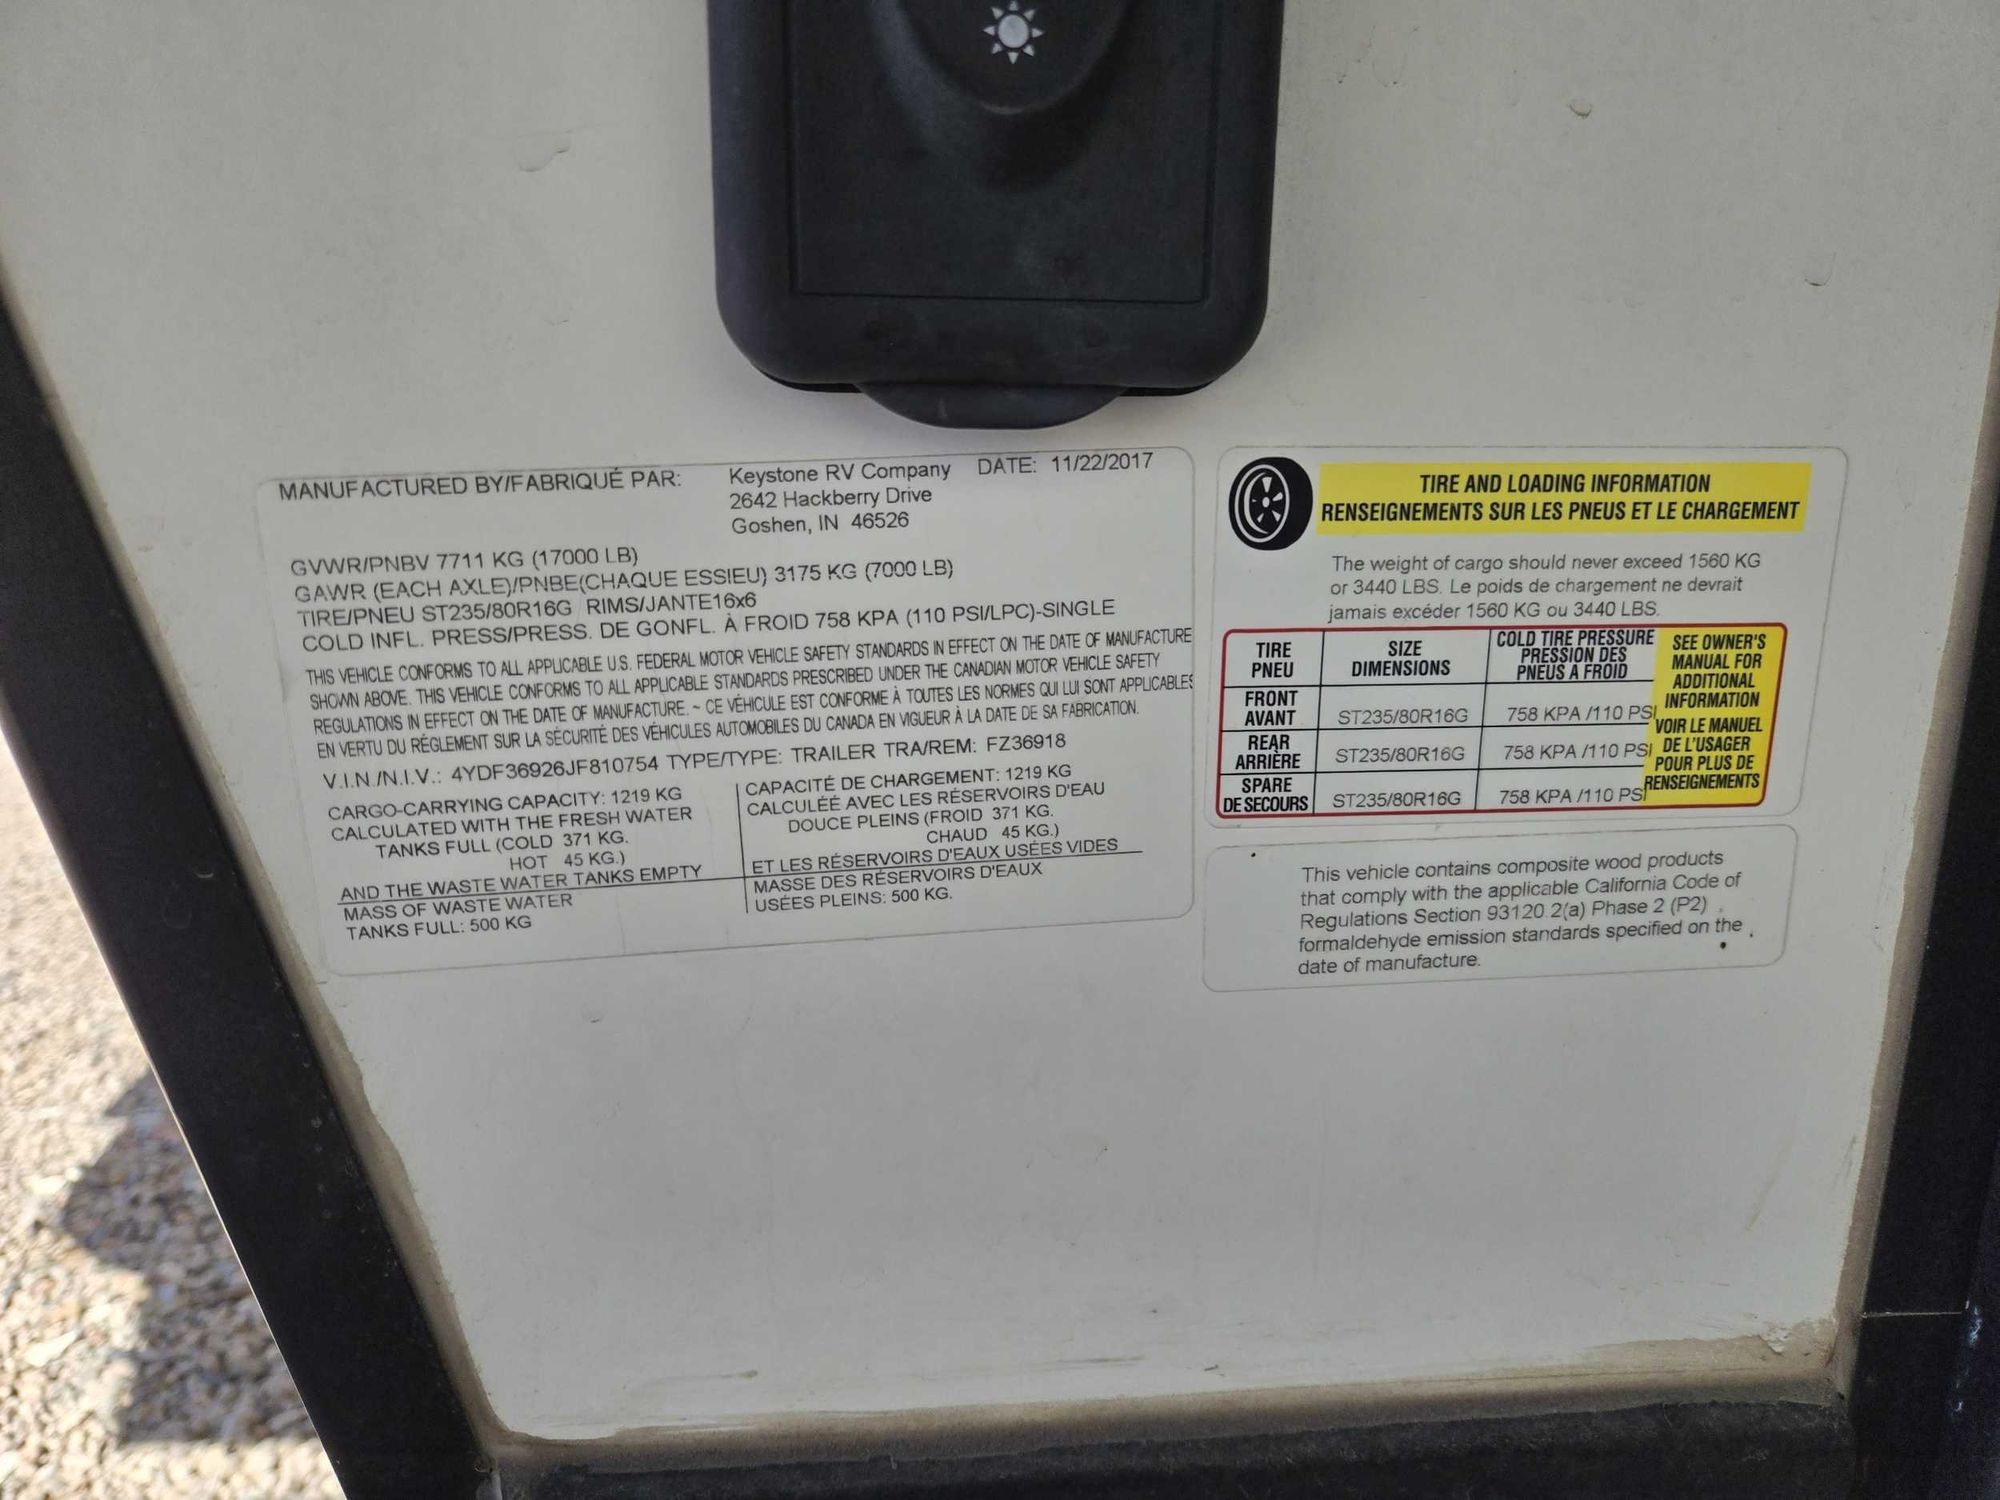 MANUFACTURED BY/FABRIQUÉ PAR: Keystone RV Company DATE: 11/22/2017
2642 Hackberry Drive
Goshen, IN 46526
GVWR/PNBV 7711 KG (17000 LB)
GAWR (EACH AXLE)/PNBE(CHAQUE ESSIEU) 3175 KG (7000 LB)
TIRE/PNEU ST235/80R16G RIMS/JANTE16x6
COLD INFL. PRESS/PRESS. DE GONFL. À FROID 758 KPA (110 PSI/LPC)-SINGLE
THIS VEHICLE CONFORMS TO ALL APPLICABLE U.S. FEDERAL MOTOR VEHICLE SAFETY STANDARDS IN EFFECT ON THE DATE OF MANUFACTURE
SHOWN ABOVE. THIS VEHICLE CONFORMS TO ALL APPLICABLE STANDARDS PRESCRIBED UNDER THE CANADIAN MOTOR VEHICLE SAFETY
REGULATIONS IN EFFECT ON THE DATE OF MANUFACTURE. ~ CE VÉHICULE EST CONFORME À TOUTES LES NORMES QUI LUI SONT APPLICABLES
EN VERTU DU RÉGLEMENT SUR LA SÉCURITÉ DES VÉHICULES AUTOMOBILES DU CANADA EN VIGUEUR À LA DATE DE SA FABRICATION.
V.I.N./N.I.V.: 4YDF36926JF810754 TYPE/TYPE: TRAILER TRA/REM: FZ36918
CARGO-CARRYING CAPACITY: 1219 KG
CALCULATED WITH THE FRESH WATER
TANKS FULL (COLD 371 KG.
HOT 45 KG.)
AND THE WASTE WATER TANKS EMPTY
MASS OF WASTE WATER
TANKS FULL: 500 KG
CAPACITÉ DE CHARGEMENT: 1219 KG
CALCULÉE AVEC LES RÉSERVOIRS D'EAU
DOUCE PLEINS (FROID 371 KG.
CHAUD 45 KG.)
ET LES RÉSERVOIRS D'EAUX USÉES VIDES
MASSE DES RÉSERVOIRS D'EAUX
USÉES PLEINS: 500 KG.
TIRE AND LOADING INFORMATION
RENSEIGNEMENTS SUR LES PNEUS ET LE CHARGEMENT
The weight of cargo should never exceed 1560 KG
or 3440 LBS. Le poids de chargement ne devrait
jamais excéder 1560 KG ou 3440 LBS.
TIRE
PNEU
SIZE
DIMENSIONS
COLD TIRE PRESSURE
PRESSION DES
PNEUS A FROID
FRONT
AVANT ST235/80R16G 758 KPA /110 PSI
REAR
ARRIÈRE ST235/80R16G 758 KPA /110 PSI
SPARE
DE SECOURS ST235/80R16G 758 KPA /110 PSI
SEE OWNER'S
MANUAL FOR
ADDITIONAL
INFORMATION
VOIR LE MANUEL
DE L'USAGER
POUR PLUS DE
RENSEIGNEMENTS
This vehicle contains composite wood products
that comply with the applicable California Code of
Regulations Section 93120.2(a) Phase 2 (P2)
formaldehyde emission standards specified on the
date of manufacture.